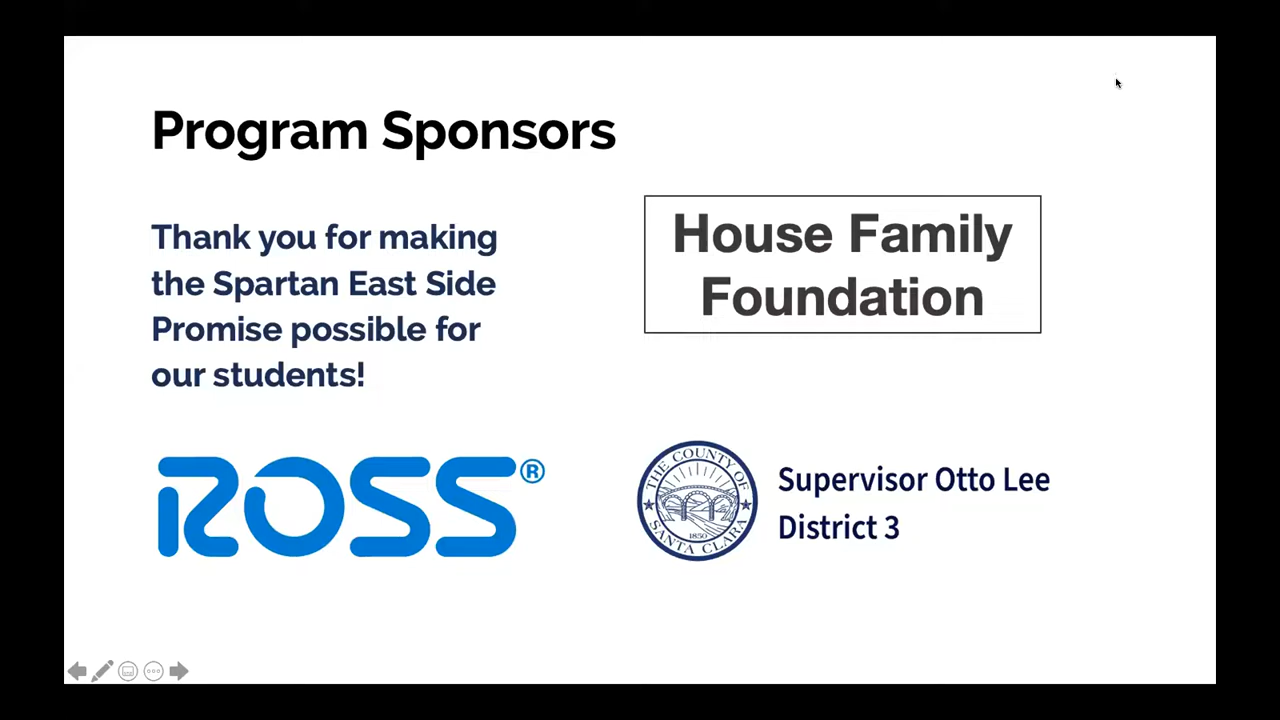 Program Sponsors
Thank you for making
the Spartan East Side
Promise possible for
our students!
House Family
Foundation
ROSS®
THE COUNTY OF
SANTA CLARA
1850
Supervisor Otto Lee
District 3